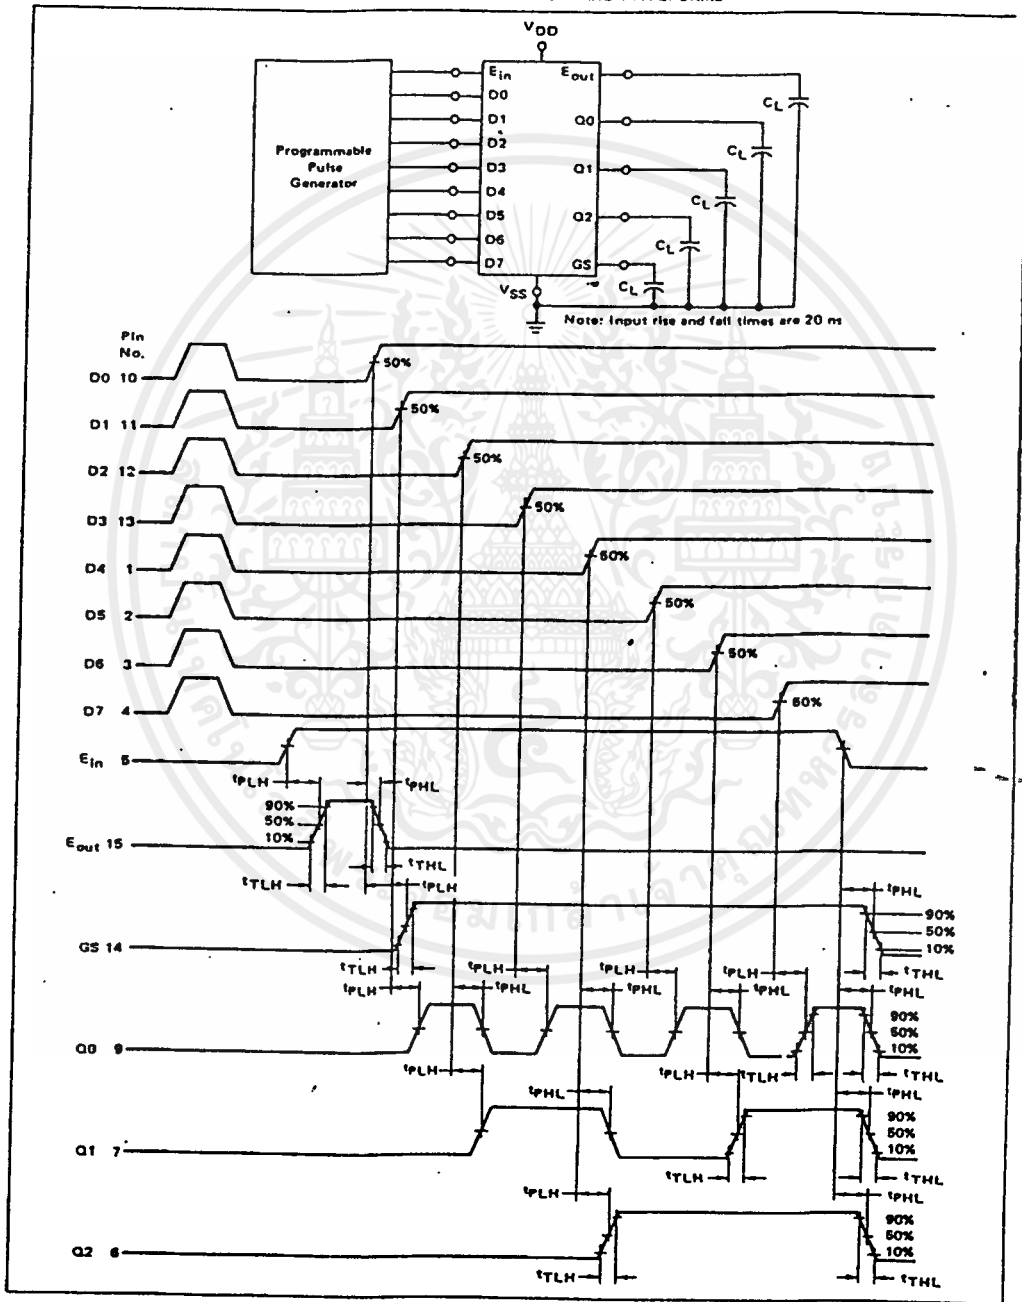 VDD
Ein
D0
D1
D2
D3
D4
D5
D6
D7
Programmable
Pulse
Generator
Eout
Q0
Q1
Q2
GS
CL
CL
CL
CL
CL
VSS
Note: Input rise and fall times are 20 ns
Pin
No.
D0 10
50%
D1 11
50%
D2 12
50%
D3 13
50%
D4 1
50%
D5 2
50%
D6 3
50%
D7 4
50%
Ein 5
tPLH
tPHL
90%
50%
10%
Eout 15
tTHL
tTLH
tPLH
tPHL
90%
50%
10%
GS 14
tTLH
tPLH
tPLH
tPLH
tTHL
tPLH
tPHL
tPHL
tPHL
tPHL
90%
50%
10%
Q0 9
tPLH
tPHL
tPLH
tTLH
tTHL
tPHL
90%
50%
10%
Q1 7
tTLH
tTHL
tPLH
tPHL
90%
50%
10%
Q2 6
tTLH
tTHL